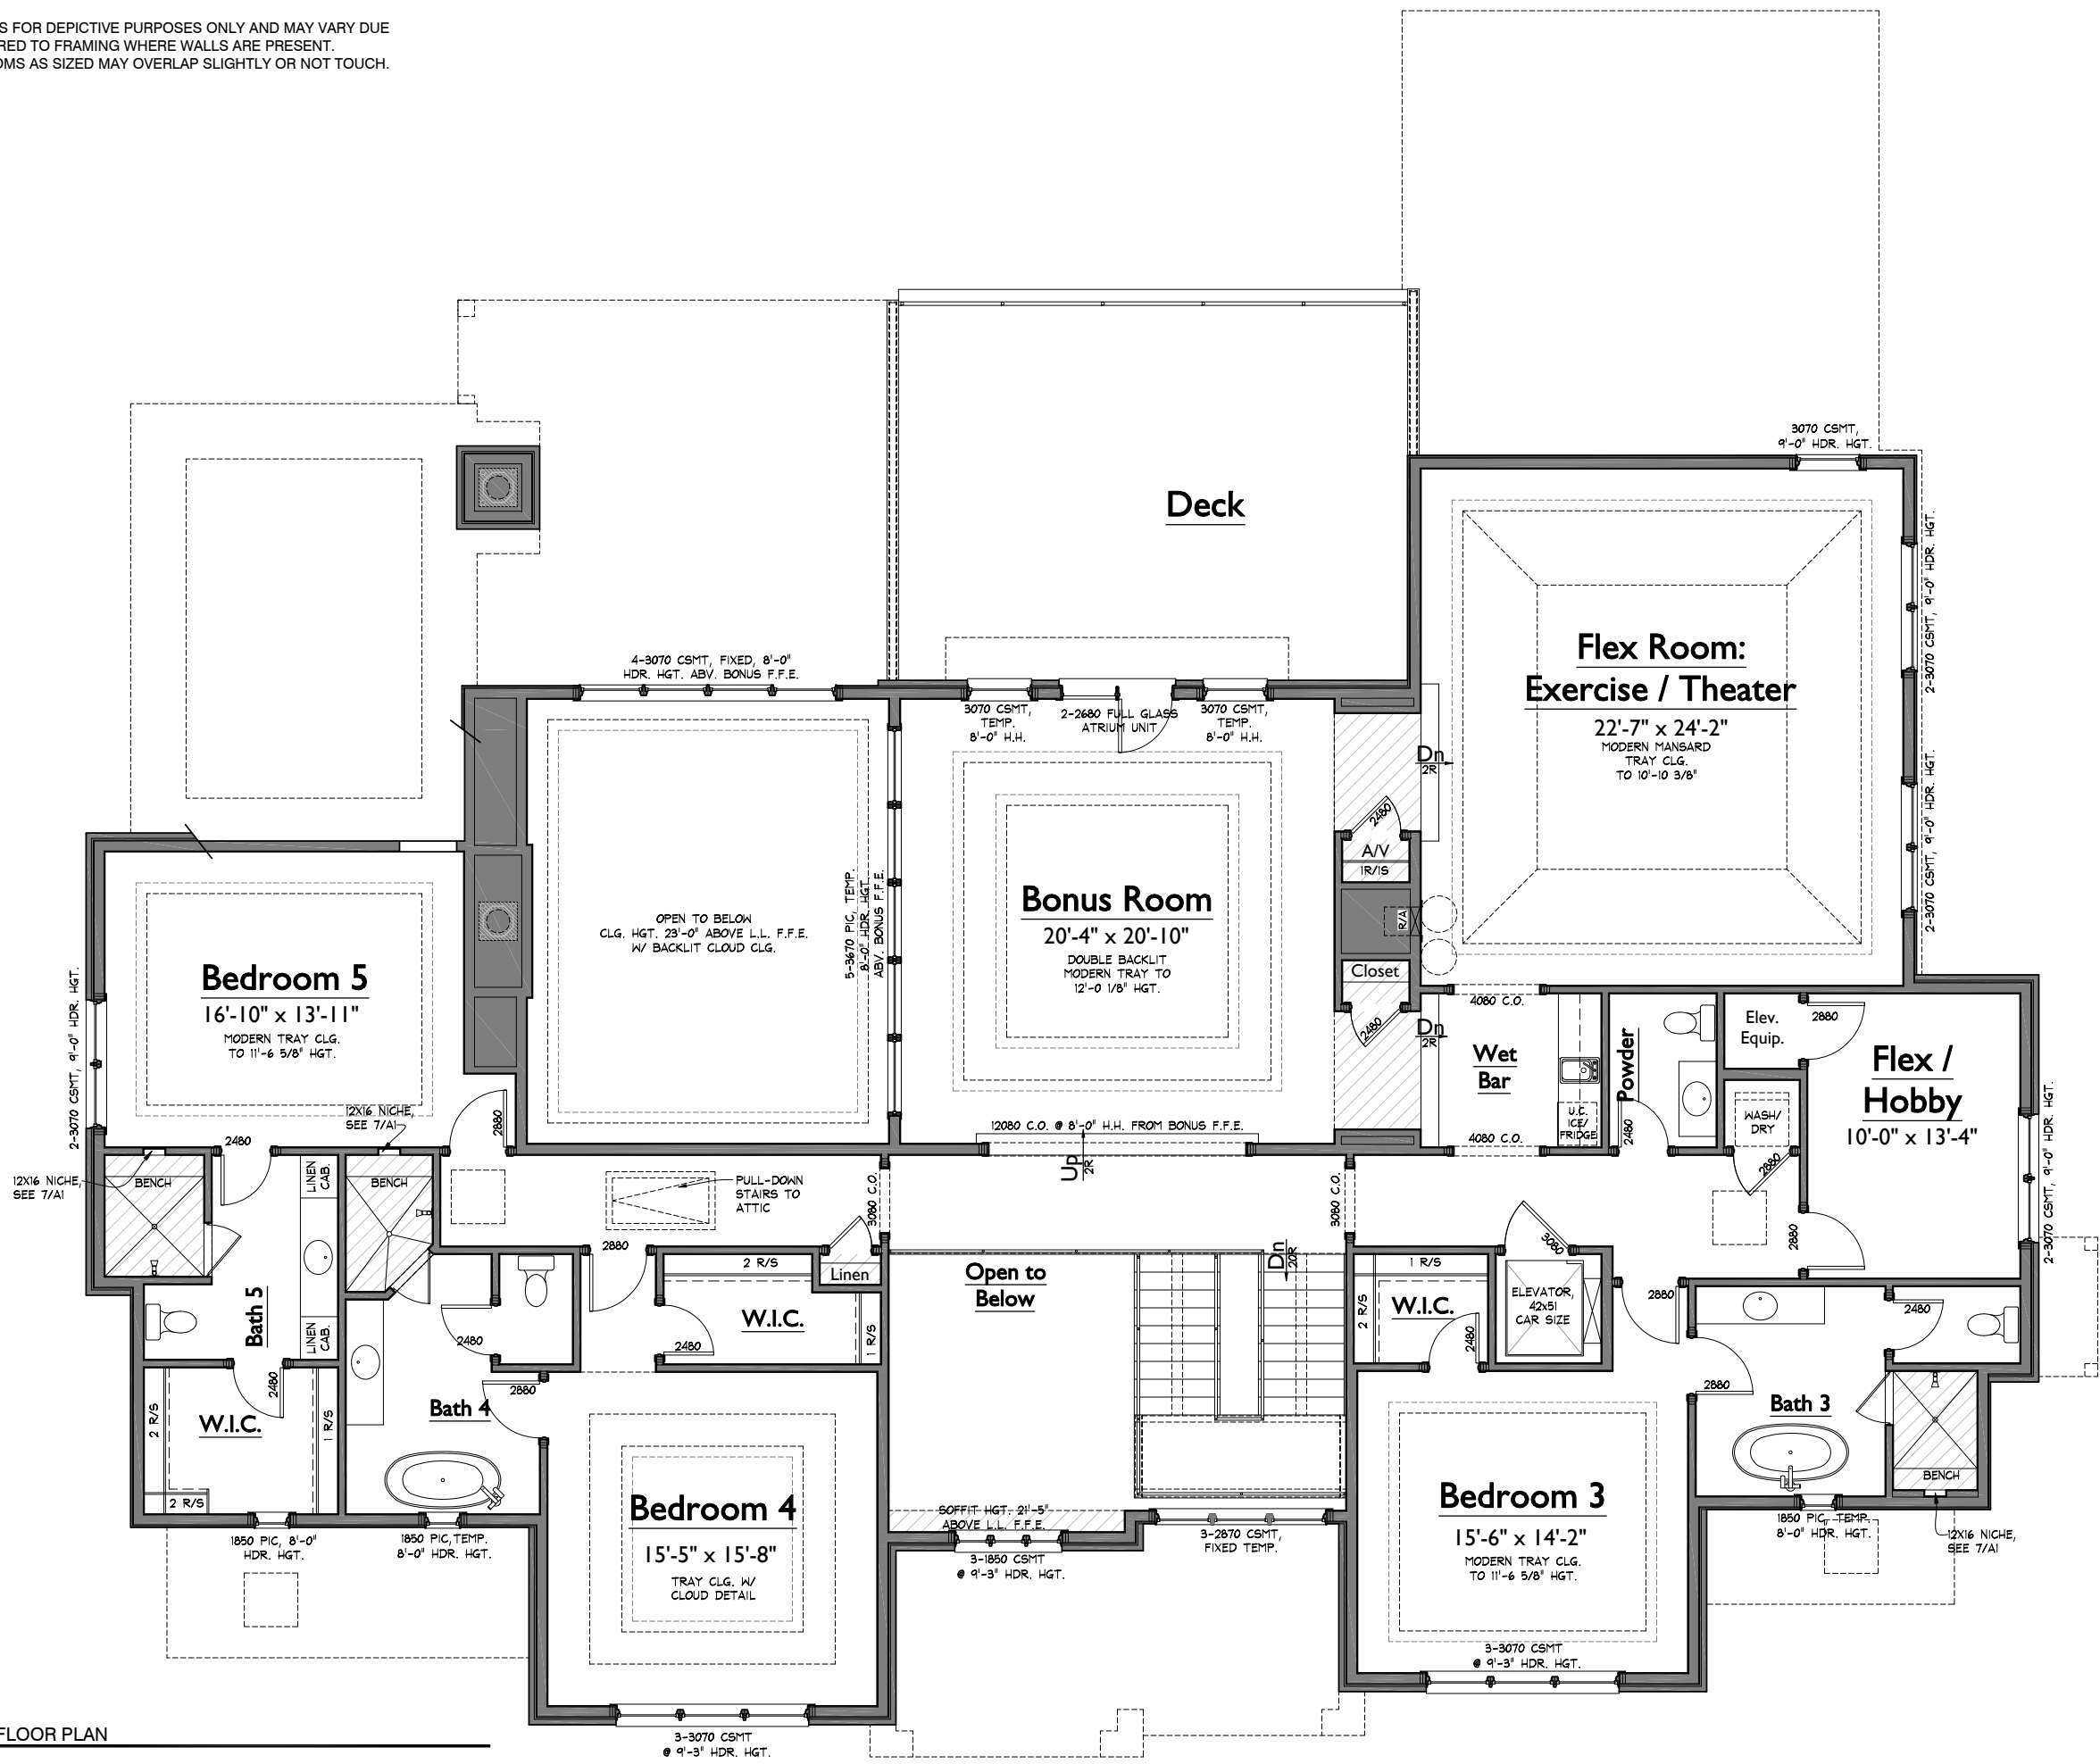 S FOR DEPICTIVE PURPOSES ONLY AND MAY VARY DUE
RED TO FRAMING WHERE WALLS ARE PRESENT.
OMS AS SIZED MAY OVERLAP SLIGHTLY OR NOT TOUCH.
3070 CSMT,
9'-0" HDR. HGT.
Deck
2-3070 CSMT, 9'-0" HDR. HGT.
4-3070 CSMT, FIXED, 8'-0"
HDR. HGT. ABV. BONUS F.F.E.
3070 CSMT,
TEMP.
8'-0" H.H.
2-2680 FULL GLASS
ATRIUM UNIT
3070 CSMT,
TEMP.
8'-0" H.H.
Flex Room:
Exercise / Theater
22'-7" x 24'-2"
MODERN MANSARD
TRAY CLG.
TO 10'-10 3/8"
Dn
2R
2-3070 CSMT, 9'-0" HDR. HGT.
2480
A/V
1R/1S
R/A
Closet
2480
Dn
2R
OPEN TO BELOW
CLG. HGT. 23'-0" ABOVE L.L. F.F.E.
W/ BACKLIT CLOUD CLG.
5-3670 PIC, TEMP.
8'-0" HDR. HGT.
ABV. BONUS F.F.E.
Bonus Room
20'-4" x 20'-10"
DOUBLE BACKLIT
MODERN TRAY TO
12'-0 1/8" HGT.
12080 C.O. @ 8'-0" H.H. FROM BONUS F.F.E.
Up
2R
Bedroom 5
16'-10" x 13'-11"
MODERN TRAY CLG.
TO 11'-6 5/8" HGT.
2-3070 CSMT, 9'-0" HDR. HGT.
12X16 NICHE,
SEE 7/A1
2880
2480
4080 C.O.
Wet
Bar
U.C.
ICE/
FRIDGE
4080 C.O.
Powder
2480
Elev.
Equip.
2880
WASH/
DRY
2880
Flex /
Hobby
10'-0" x 13'-4"
2-3070 CSMT, 9'-0" HDR. HGT.
2880
12X16 NICHE,
SEE 7/A1
BENCH
LINEN
CAB.
BENCH
PULL-DOWN
STAIRS TO
ATTIC
3080 C.O.
3080 C.O.
Bath 5
LINEN
CAB.
2480
2880
2 R/S
Linen
W.I.C.
1 R/S
2480
2480
Open to
Below
Dn
20R
1 R/S
2 R/S
W.I.C.
2480
3080
ELEVATOR,
42x51
CAR SIZE
2880
2480
2 R/S
W.I.C.
1 R/S
2 R/S
Bath 4
2880
2880
Bath 3
BENCH
Bedroom 4
15'-5" x 15'-8"
TRAY CLG. W/
CLOUD DETAIL
SOFFIT HGT. 21'-5"
ABOVE L.L. F.F.E.
3-1850 CSMT
@ 9'-3" HDR. HGT.
3-2870 CSMT,
FIXED TEMP.
Bedroom 3
15'-6" x 14'-2"
MODERN TRAY CLG.
TO 11'-6 5/8" HGT.
3-3070 CSMT
@ 9'-3" HDR. HGT.
1850 PIC, TEMP.
8'-0" HDR. HGT.
12X16 NICHE,
SEE 7/A1
1850 PIC, 8'-0"
HDR. HGT.
1850 PIC,TEMP.
8'-0" HDR. HGT.
3-3070 CSMT
@ 9'-3" HDR. HGT.
FLOOR PLAN